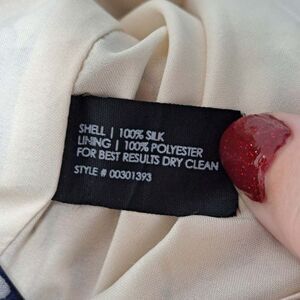 SHELL | 100% SILK
LINING | 100% POLYESTER
FOR BEST RESULTS DRY CLEAN
STYLE # 00301393